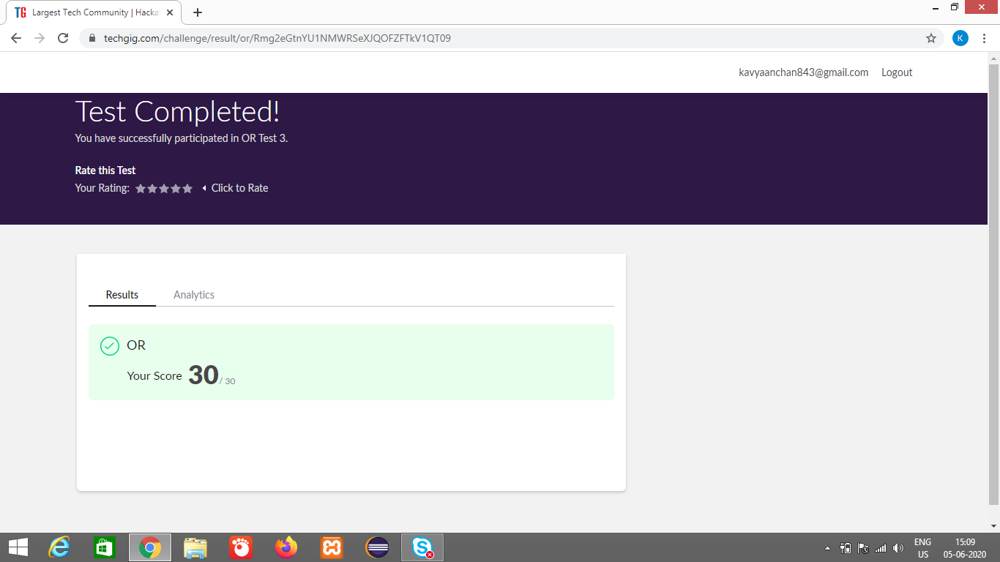 TG Largest Tech Community | Hacka
techgig.com/challenge/result/or/Rmg2eGtnYU1NMWRSeXJQOFZFTkV1QT09
K
kavyaanchan843@gmail.com Logout
Test Completed!
You have successfully participated in OR Test 3.
Rate this Test
Your Rating: Click to Rate
Results Analytics
OR
Your Score 30 / 30
ENG 15:09
US 05-06-2020